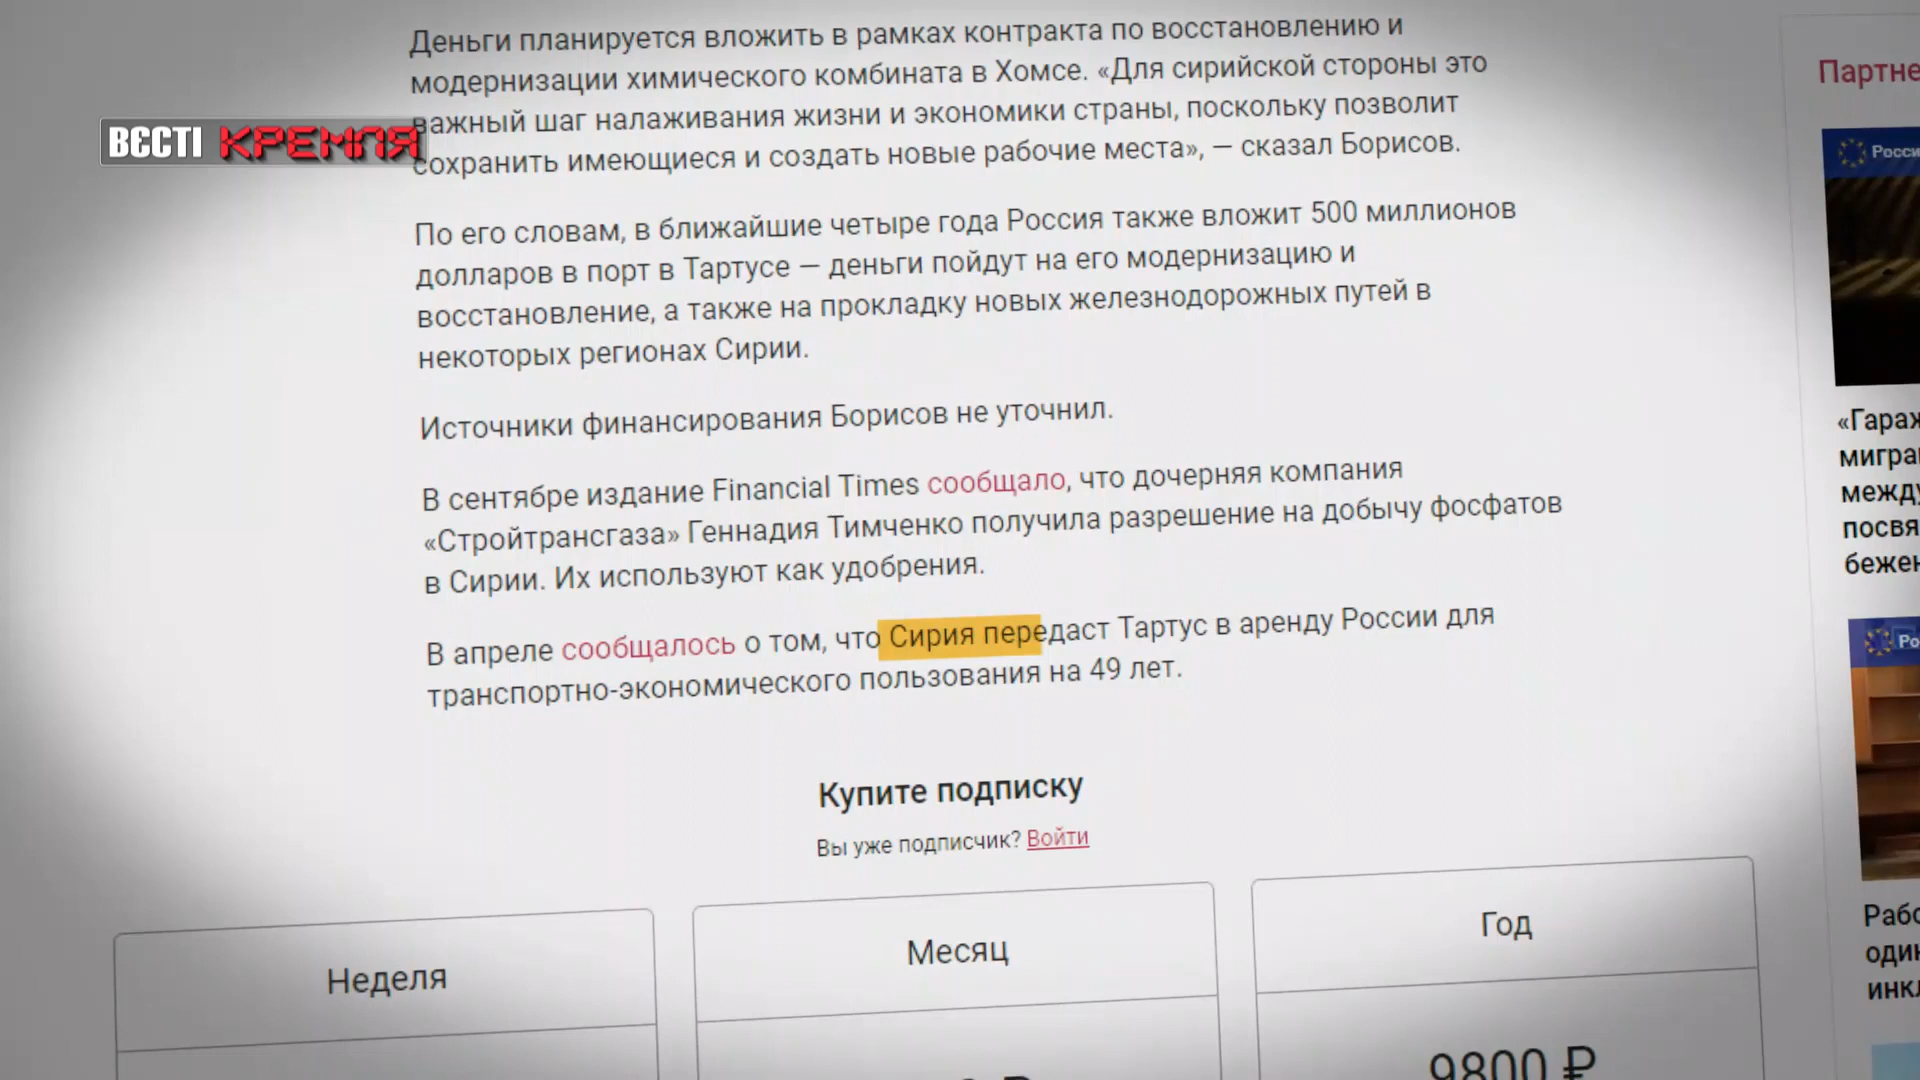 Деньги планируется вложить в рамках контракта по восстановлению и
модернизации химического комбината в Хомсе. «Для сирийской стороны это
важный шаг налаживания жизни и экономики страны, поскольку позволит
сохранить имеющиеся и создать новые рабочие места», — сказал Борисов.
ВЄСТІ КРЕМЛЯ
По его словам, в ближайшие четыре года Россия также вложит 500 миллионов
долларов в порт в Тартусе — деньги пойдут на его модернизацию и
восстановление, а также на прокладку новых железнодорожных путей в
некоторых регионах Сирии.
Источники финансирования Борисов не уточнил.
В сентябре издание Financial Times сообщало, что дочерняя компания
«Стройтрансгаза» Геннадия Тимченко получила разрешение на добычу фосфатов
в Сирии. Их используют как удобрения.
В апреле сообщалось о том, что Сирия передаст Тартус в аренду России для
транспортно-экономического пользования на 49 лет.
Купите подписку
Вы уже подписчик? Войти
Неделя
Месяц
Год
9800 ₽
Партне
Росси
«Гараж
мигра
между
посвя
бежен
Ро
Рабо
один
инкл